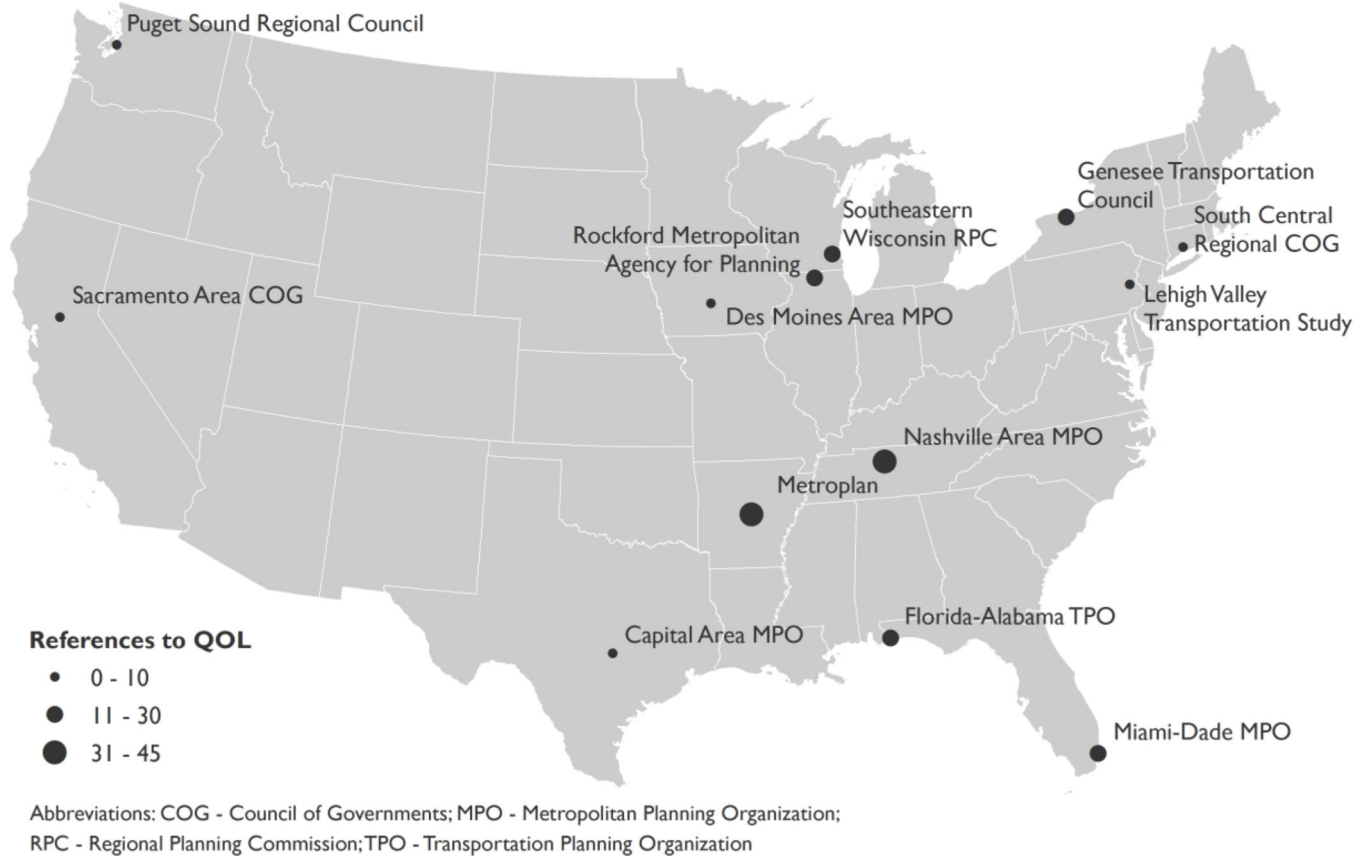 Puget Sound Regional Council
Genesee Transportation
Council
Southeastern
Wisconsin RPC
South Central
Regional COG
Rockford Metropolitan
Agency for Planning
Sacramento Area COG
Des Moines Area MPO
Lehigh Valley
Transportation Study
Nashville Area MPO
Metroplan
Florida-Alabama TPO
Capital Area MPO
Miami-Dade MPO
References to QOL
0 - 10
11 - 30
31 - 45
Abbreviations: COG - Council of Governments; MPO - Metropolitan Planning Organization;
RPC - Regional Planning Commission; TPO - Transportation Planning Organization